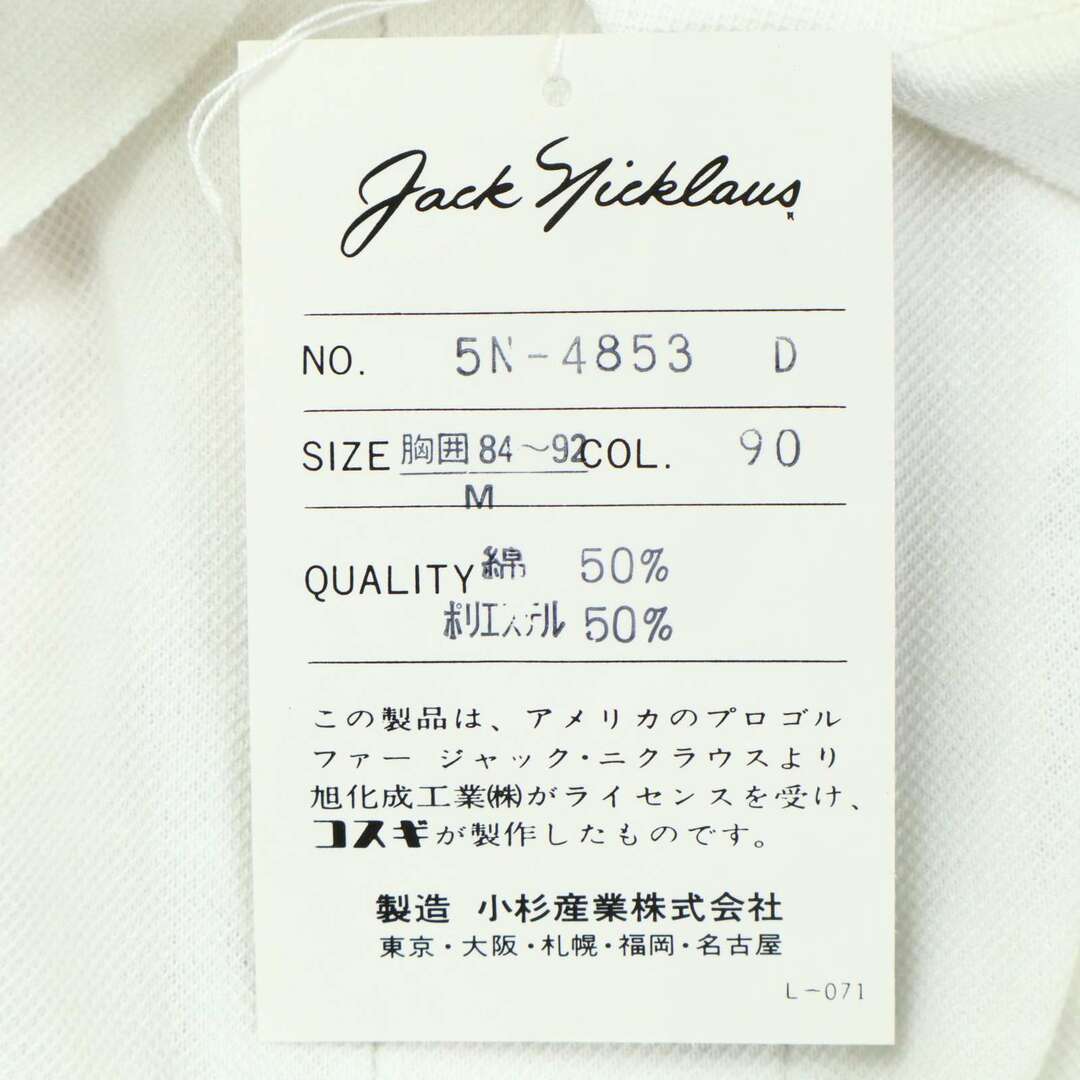 Jack Nicklaus
NO. 5N-4853 D
SIZE 胸囲 84〜92 COL. 90
M
QUALITY 綿 50%
ポリエステル 50%
この製品は、アメリカのプロゴル
ファー ジャック・ニクラウスより
旭化成工業㈱がライセンスを受け、
コスギが製作したものです。
製造 小杉産業株式会社
東京・大阪・札幌・福岡・名古屋
L-071